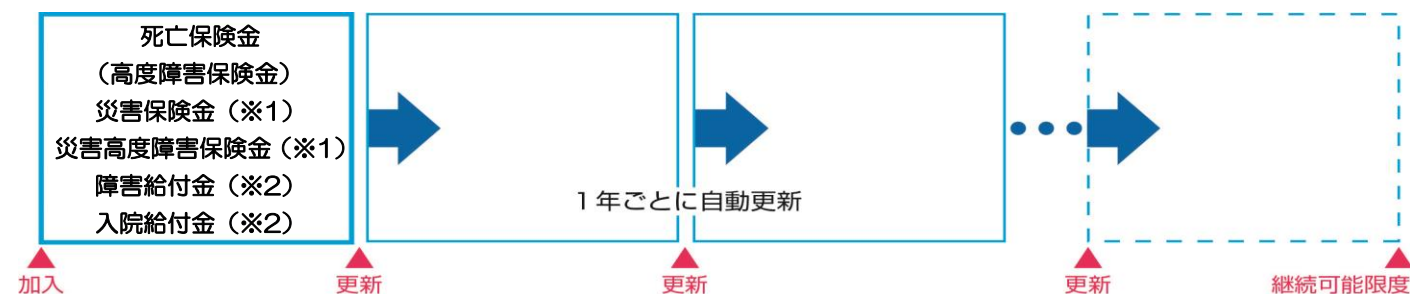 死亡保険金
（高度障害保険金）
災害保険金（※1）
災害高度障害保険金（※1）
障害給付金（※2）
入院給付金（※2）
1年ごとに自動更新
加入
更新
更新
更新
継続可能限度